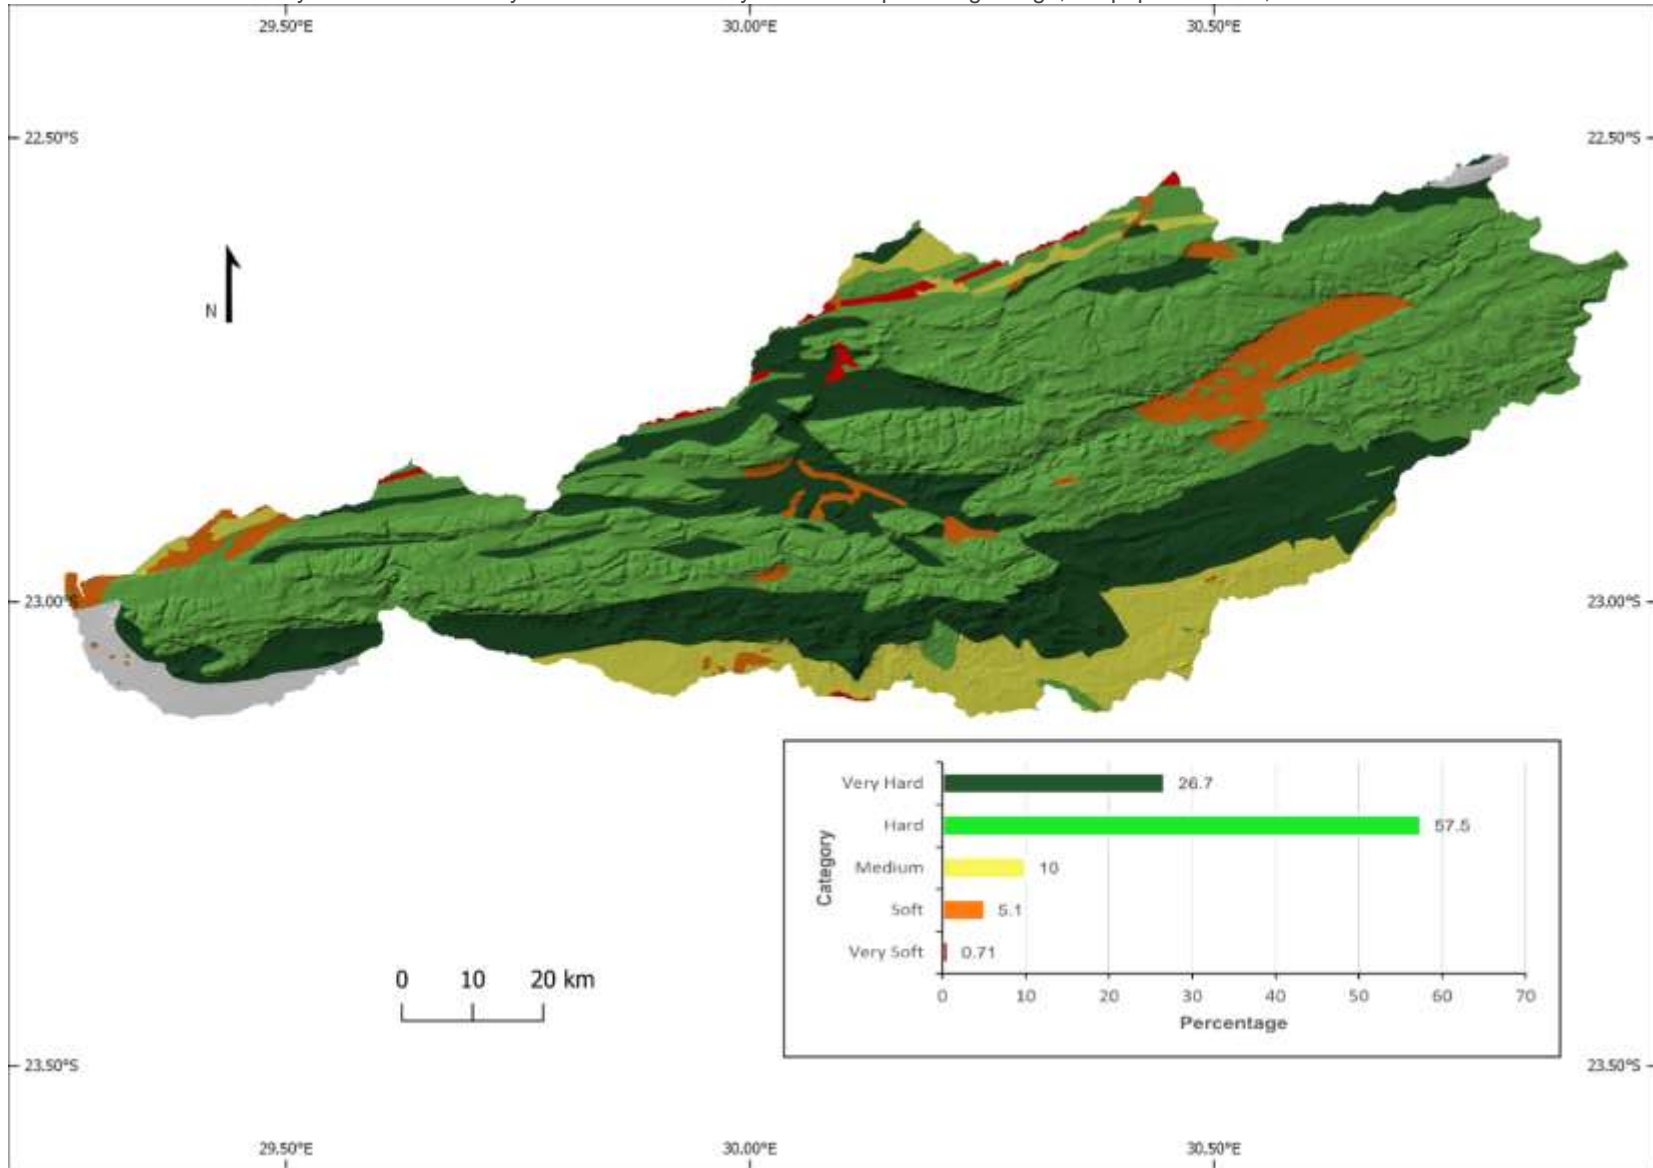 29.50°E 30.00°E 30.50°E
22.50°S 22.50°S
N
23.00°S 23.00°S
Very Hard 26.7
Hard 57.5
Medium 10
Soft 5.1
Very Soft 0.71
Category
0 10 20 30 40 50 60 70
Percentage
0 10 20 km
23.50°S 23.50°S
29.50°E 30.00°E 30.50°E